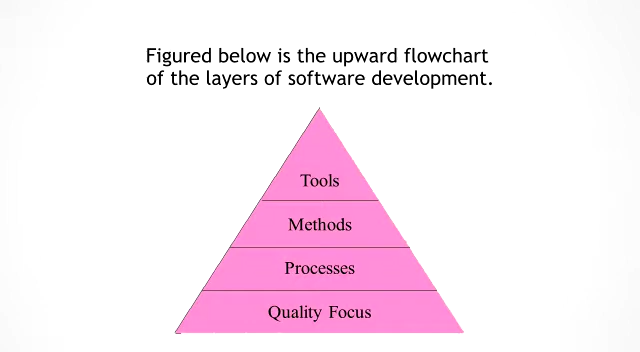 Figured below is the upward flowchart
of the layers of software development.
Tools
Methods
Processes
Quality Focus